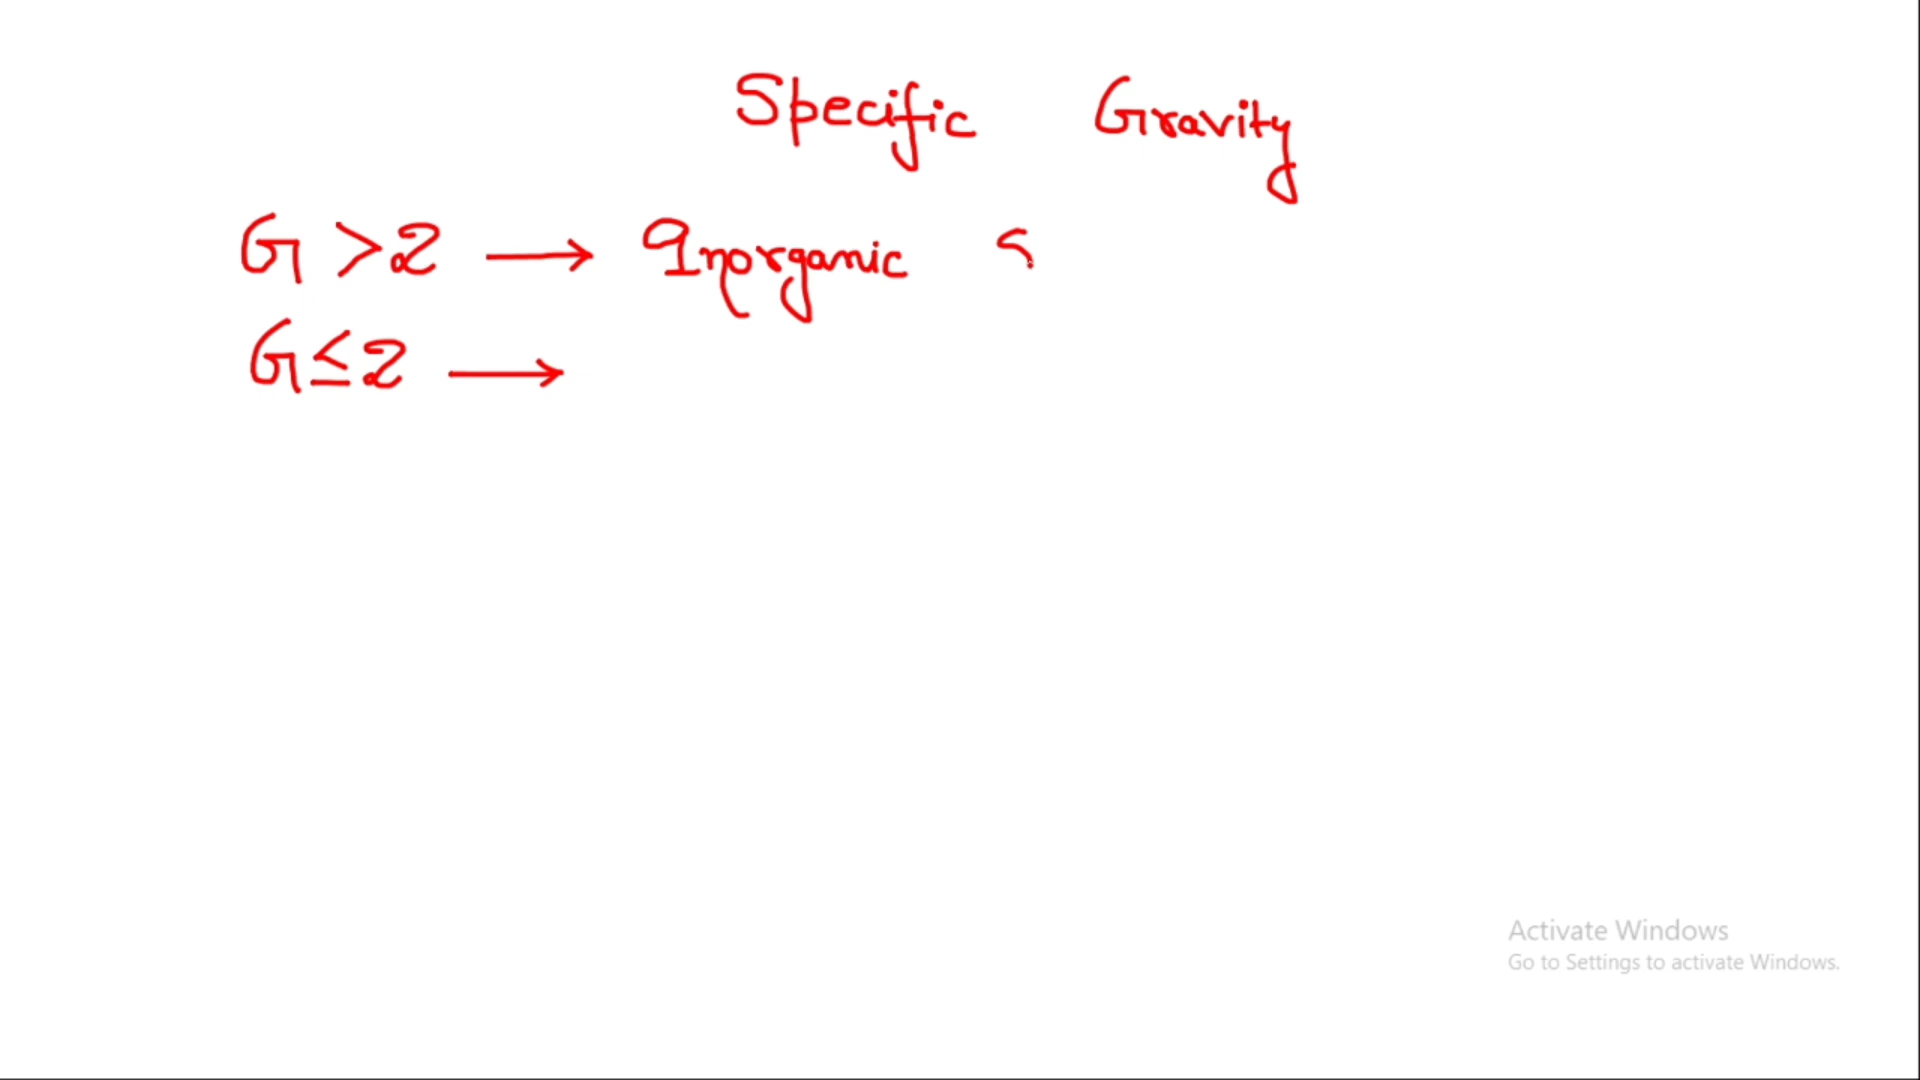 Specific Gravity
G > 2 → Inorganic
G ≤ 2 →
Activate Windows
Go to Settings to activate Windows.